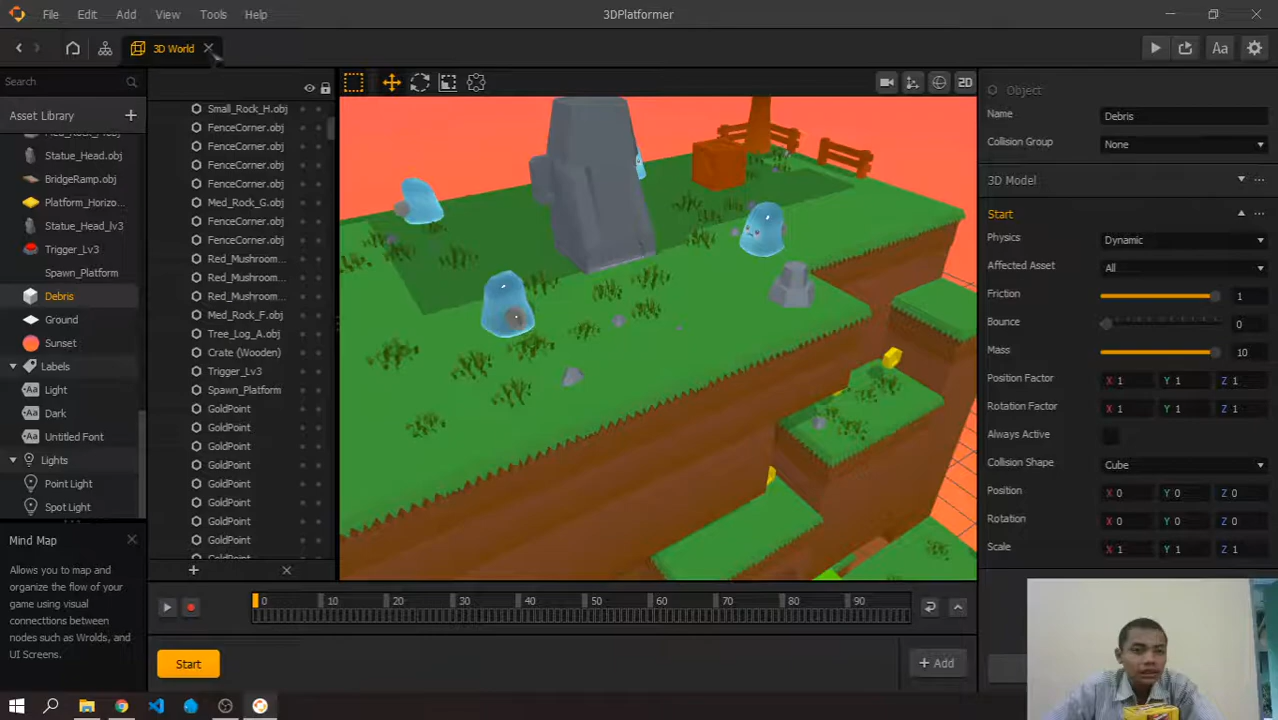 File Edit Add View Tools Help
3DPlatformer
3D World
Aa
Search
Asset Library
Statue_Head.obj
BridgeRamp.obj
Platform_Horizo...
Statue_Head_lv3
Trigger_Lv3
Spawn_Platform
Debris
Ground
Sunset
Labels
Aa Light
Aa Dark
Aa Untitled Font
Lights
Point Light
Spot Light
Mind Map
Allows you to map and
organize the flow of your
game using visual
connections between
nodes such as Wrolds, and
UI Screens.
Small_Rock_H.obj
FenceCorner.obj
FenceCorner.obj
FenceCorner.obj
FenceCorner.obj
Med_Rock_G.obj
FenceCorner.obj
FenceCorner.obj
Red_Mushroom...
Red_Mushroom...
Red_Mushroom...
Med_Rock_F.obj
Tree_Log_A.obj
Crate (Wooden)
Trigger_Lv3
Spawn_Platform
GoldPoint
GoldPoint
GoldPoint
GoldPoint
GoldPoint
GoldPoint
GoldPoint
GoldPoint
GoldPoint
2D
0 10 20 30 40 50 60 70 80 90
Start
+ Add
Object
Name Debris
Collision Group None
3D Model
Start
Physics Dynamic
Affected Asset All
Friction 1
Bounce 0
Mass 10
Position Factor X 1 Y 1 Z 1
Rotation Factor X 1 Y 1 Z 1
Always Active
Collision Shape Cube
Position X 0 Y 0 Z 0
Rotation X 0 Y 0 Z 0
Scale X 1 Y 1 Z 1